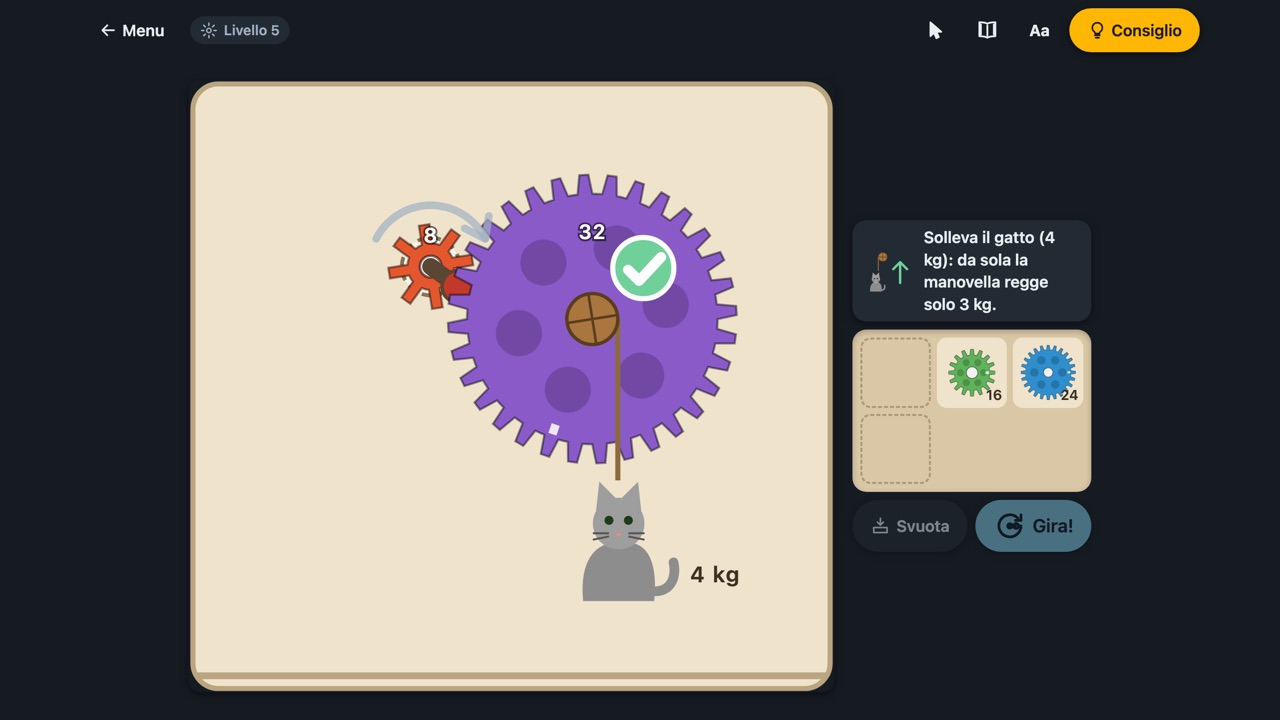 Menu
Livello 5
Aa
Consiglio
8
32
4 kg
Solleva il gatto (4
kg): da sola la
manovella regge
solo 3 kg.
16
24
Svuota
Gira!